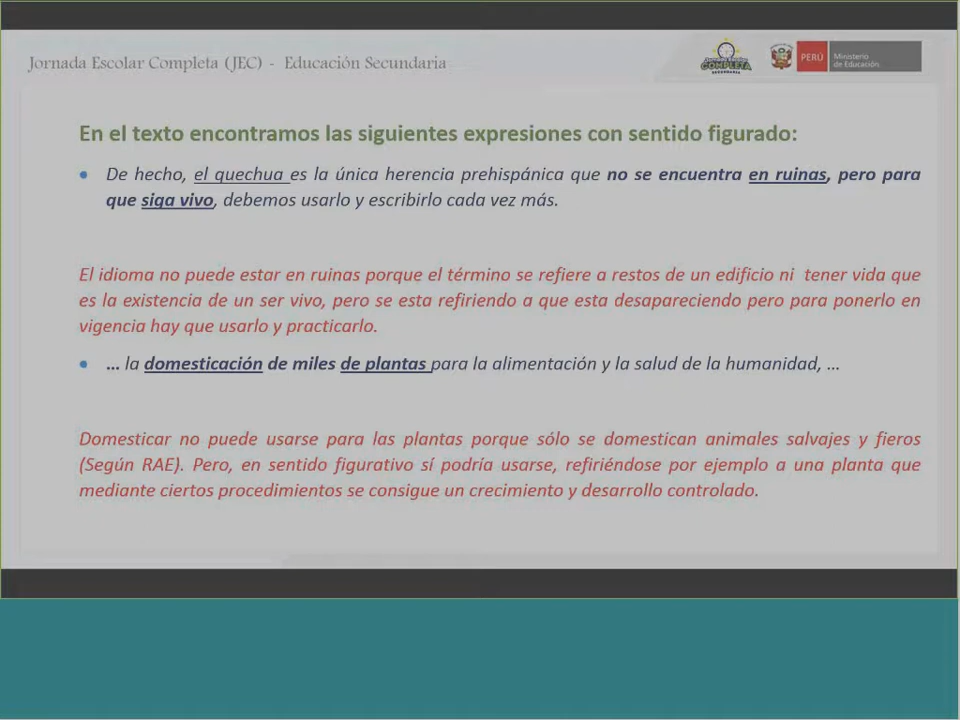 Jornada Escolar Completa (JEC) - Educación Secundaria
COMPLETA
SECUNDARIA
PERÚ
Ministerio
de Educación
En el texto encontramos las siguientes expresiones con sentido figurado:
• De hecho, el quechua es la única herencia prehispánica que no se encuentra en ruinas, pero para
que siga vivo, debemos usarlo y escribirlo cada vez más.
El idioma no puede estar en ruinas porque el término se refiere a restos de un edificio ni tener vida que
es la existencia de un ser vivo, pero se esta refiriendo a que esta desapareciendo pero para ponerlo en
vigencia hay que usarlo y practicarlo.
• ... la domesticación de miles de plantas para la alimentación y la salud de la humanidad, ...
Domesticar no puede usarse para las plantas porque sólo se domestican animales salvajes y fieros
(Según RAE). Pero, en sentido figurativo sí podría usarse, refiriéndose por ejemplo a una planta que
mediante ciertos procedimientos se consigue un crecimiento y desarrollo controlado.